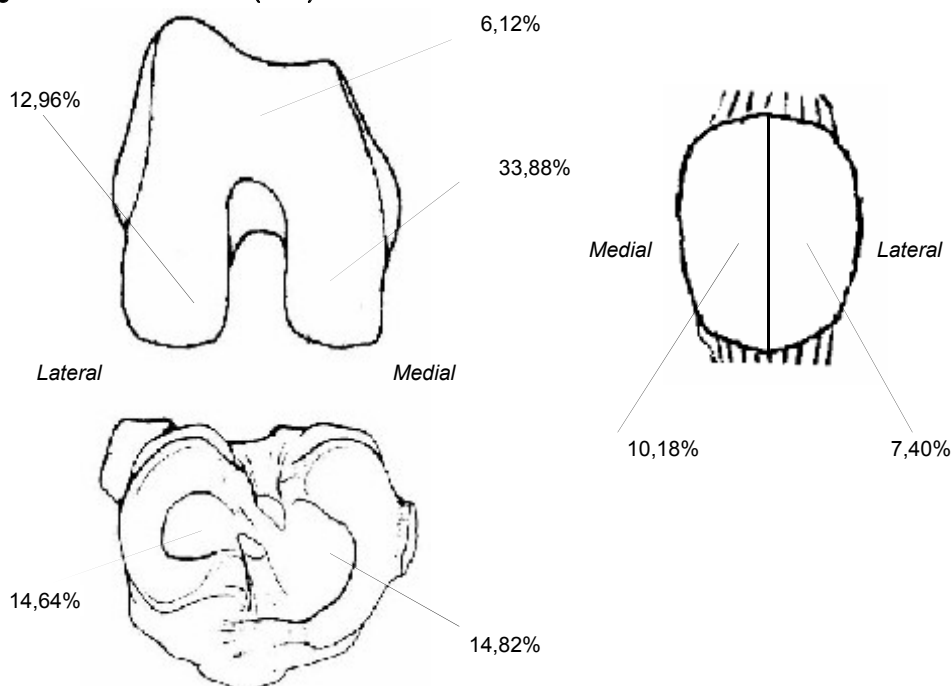 6,12%
12,96%
33,88%
Medial
Lateral
Lateral
Medial
10,18%
7,40%
14,64%
14,82%